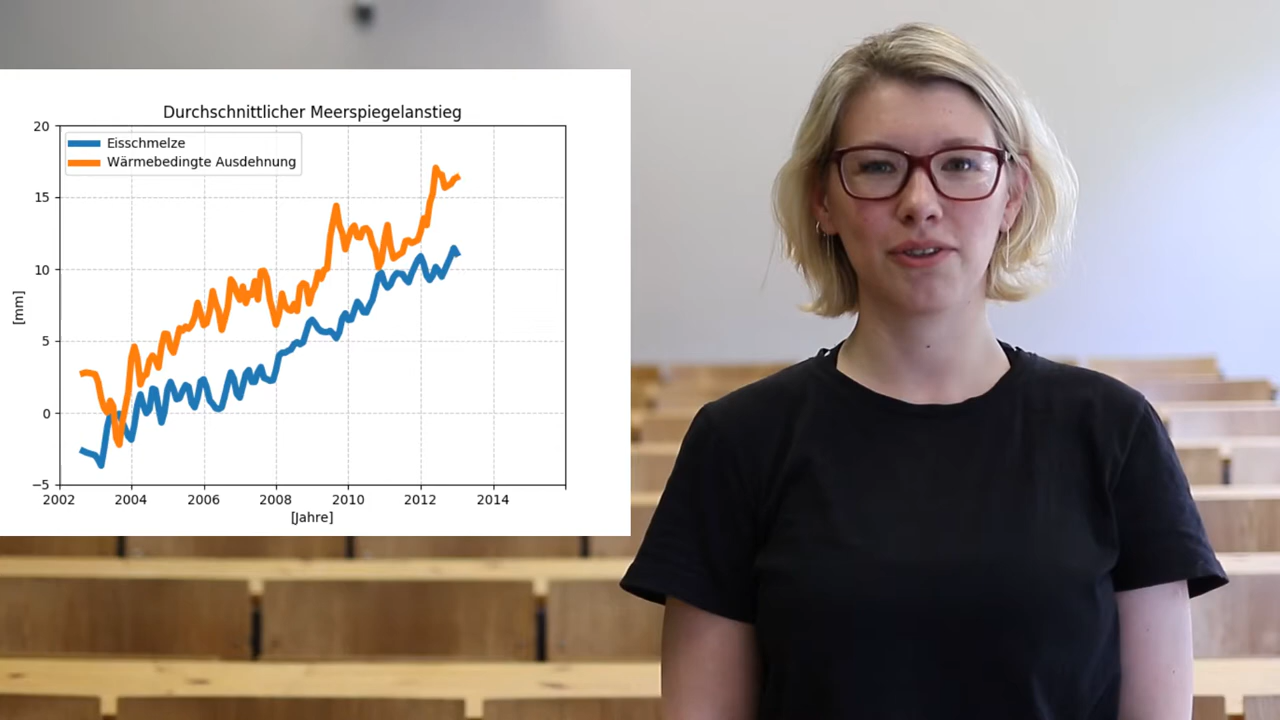 Durchschnittlicher Meerspiegelanstieg
Eisschmelze
Wärmebedingte Ausdehnung
[mm]
20
15
10
5
0
−5
2002 2004 2006 2008 2010 2012 2014
[Jahre]